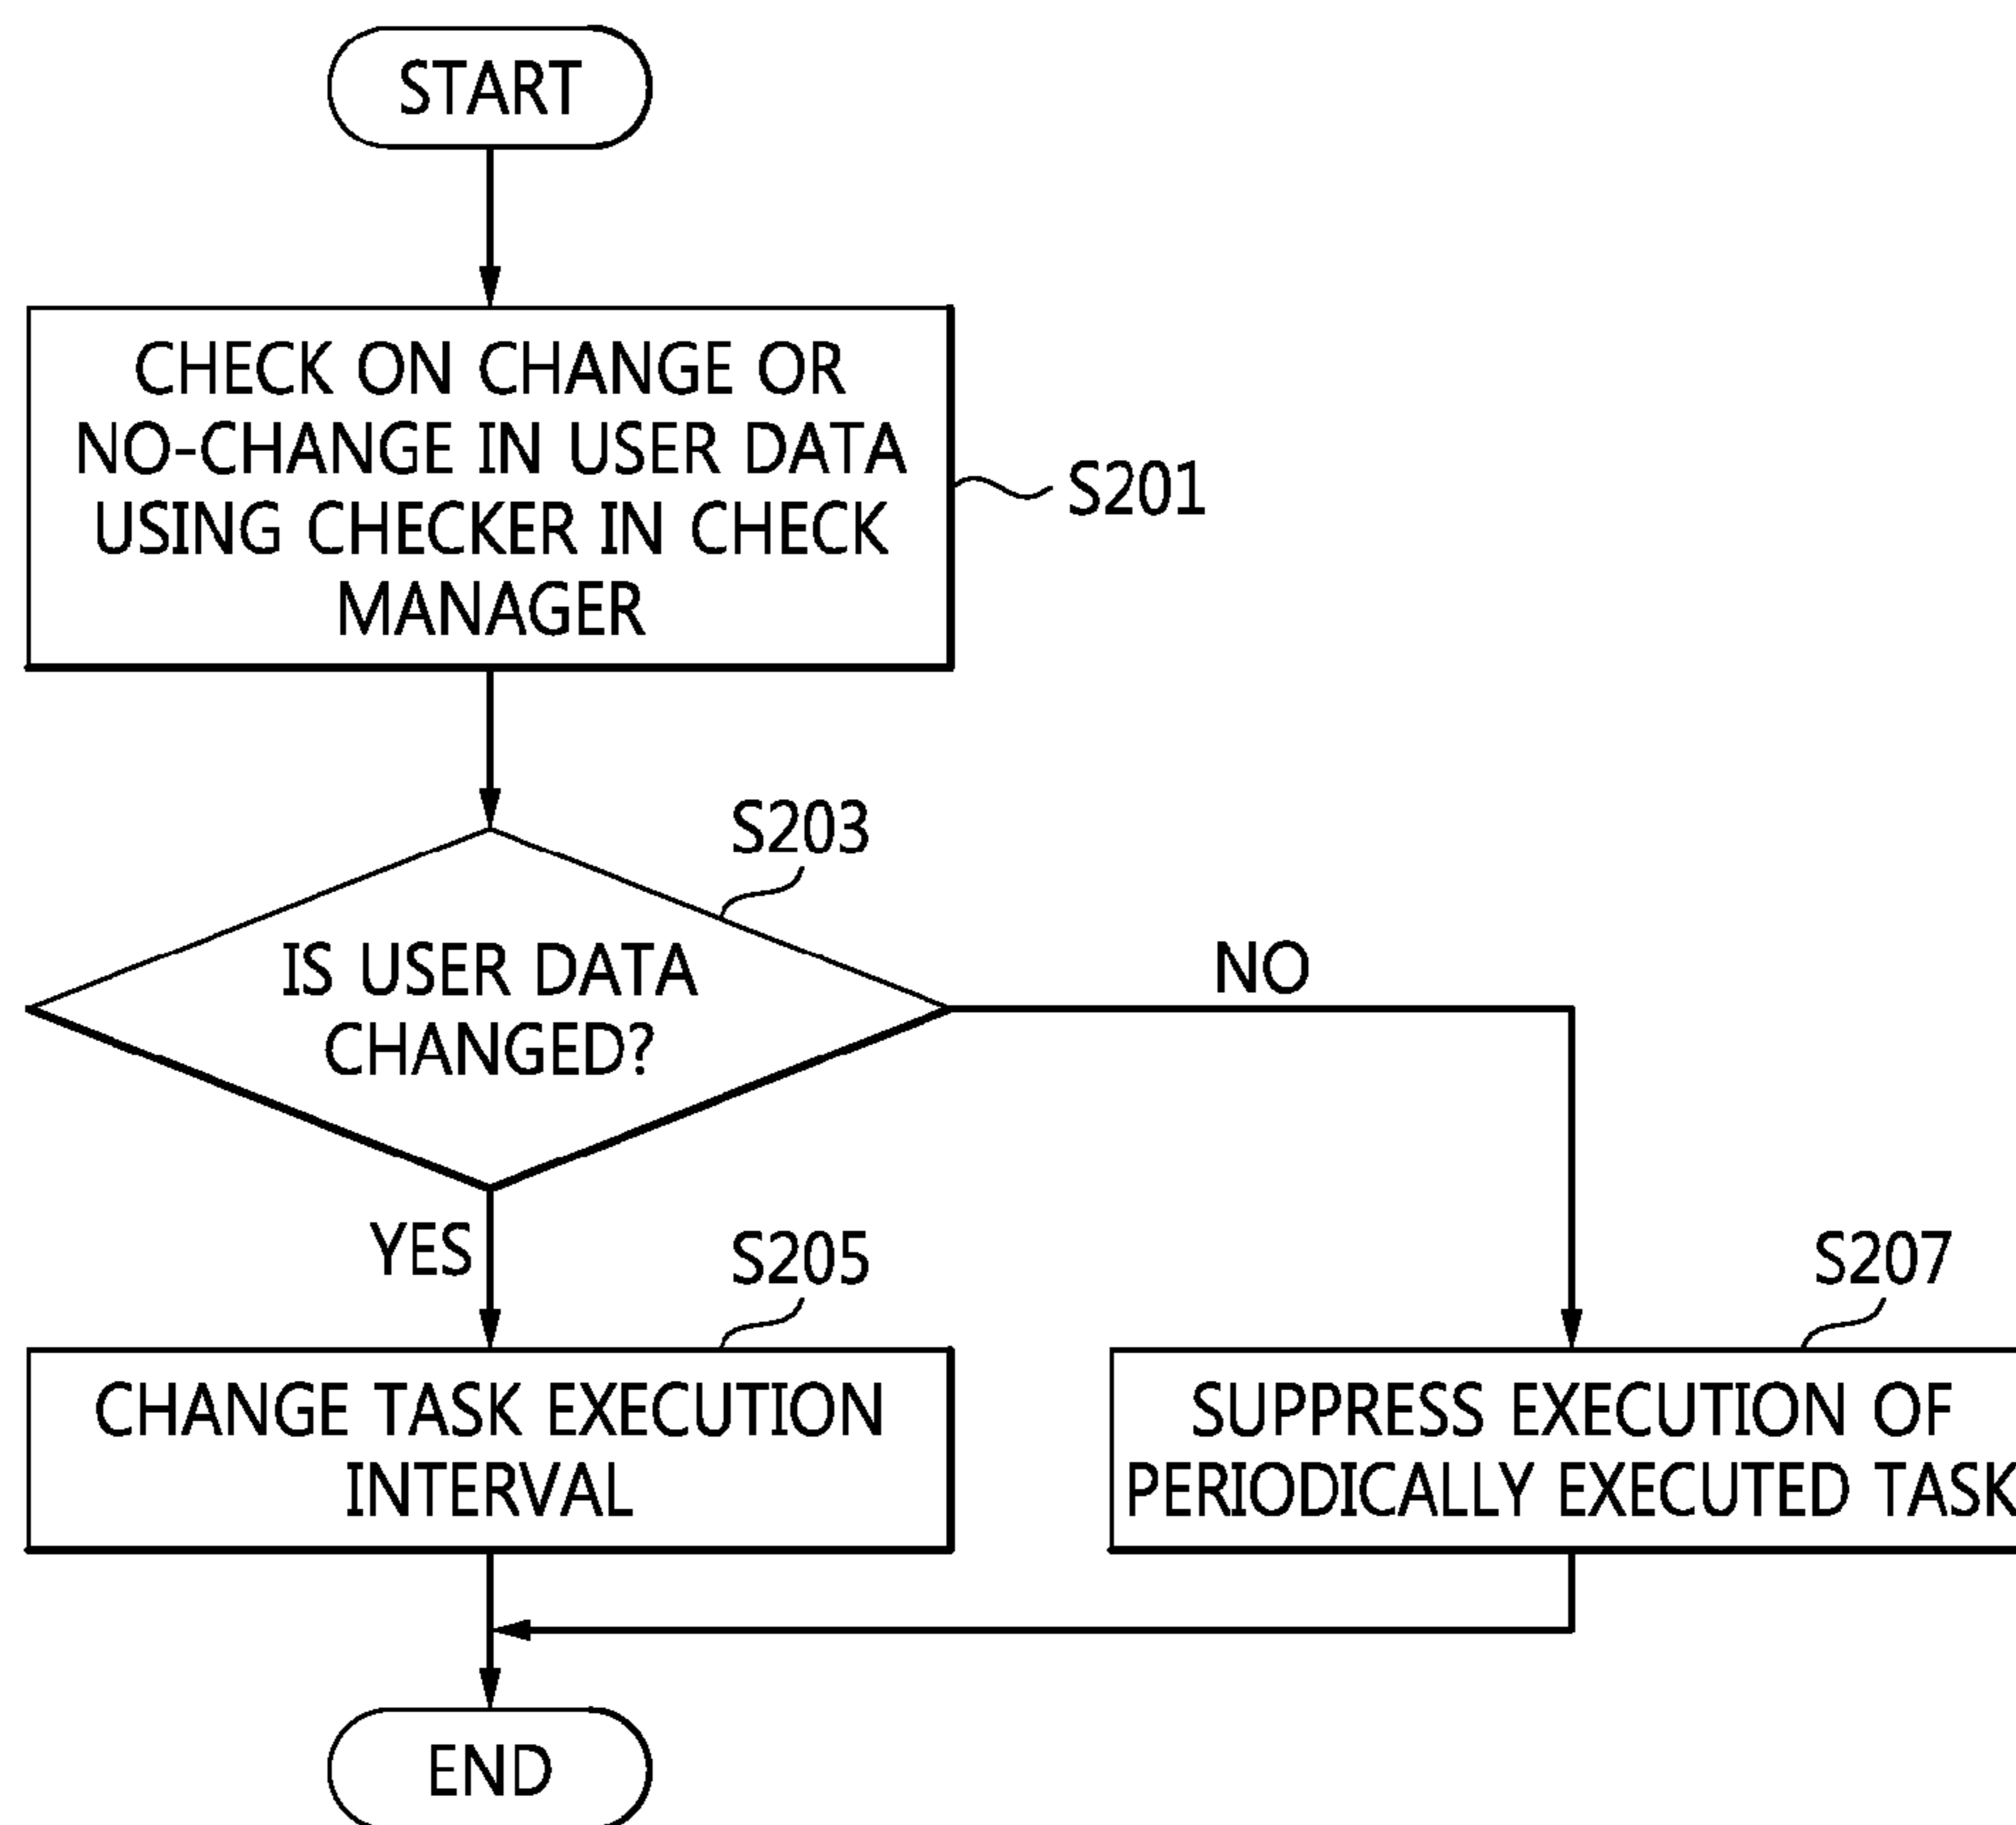 START
CHECK ON CHANGE OR
NO-CHANGE IN USER DATA
USING CHECKER IN CHECK
MANAGER
S201
S203
IS USER DATA
CHANGED?
NO
YES
S205
S207
CHANGE TASK EXECUTION
INTERVAL
SUPPRESS EXECUTION OF
PERIODICALLY EXECUTED TASK
END